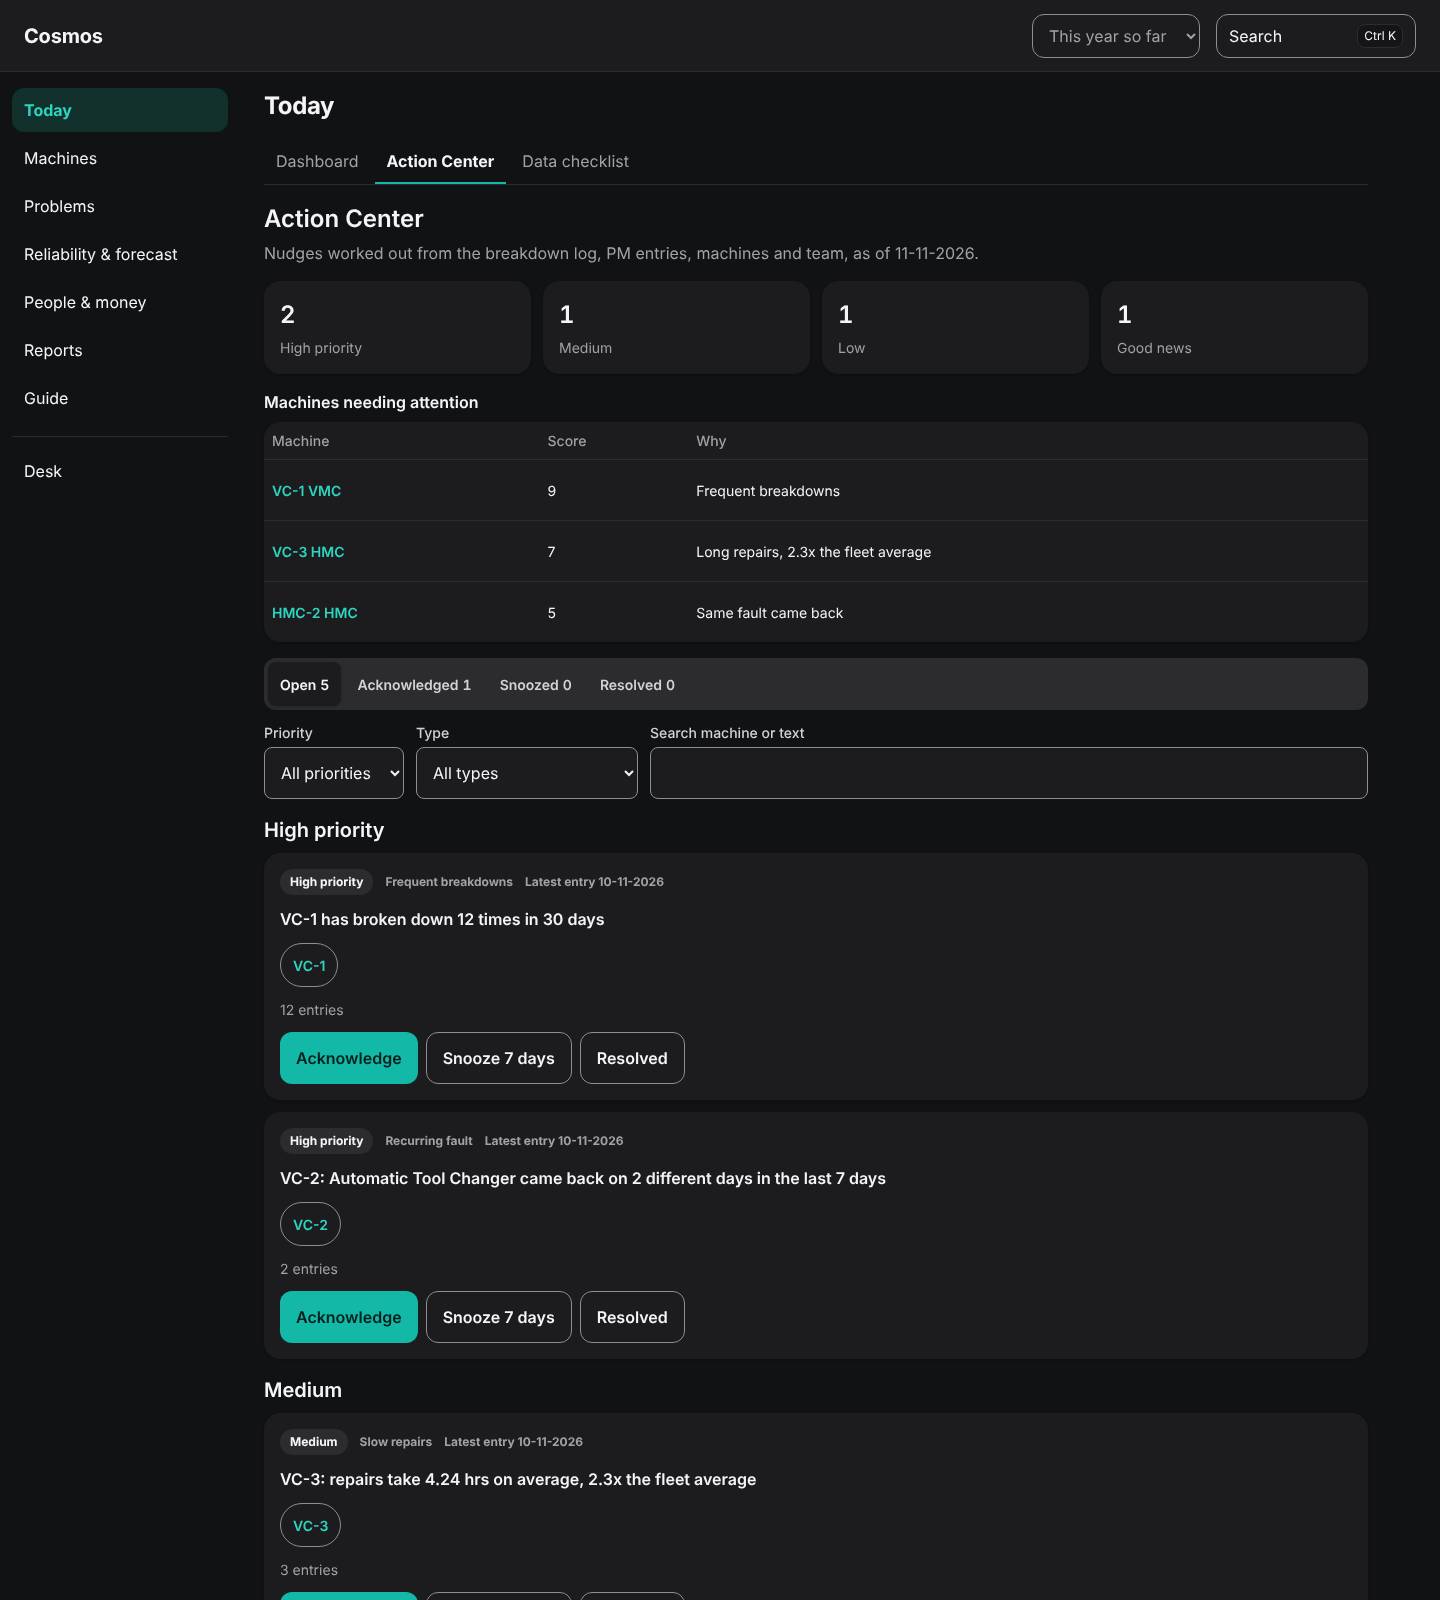 Cosmos
This year so far
Search
Ctrl K
Today
Machines
Problems
Reliability & forecast
People & money
Reports
Guide
Desk
Today
Dashboard Action Center Data checklist
Action Center
Nudges worked out from the breakdown log, PM entries, machines and team, as of 11-11-2026.
2
High priority
1
Medium
1
Low
1
Good news
Machines needing attention
Machine Score Why
VC-1 VMC 9 Frequent breakdowns
VC-3 HMC 7 Long repairs, 2.3x the fleet average
HMC-2 HMC 5 Same fault came back
Open 5 Acknowledged 1 Snoozed 0 Resolved 0
Priority Type Search machine or text
All priorities All types
High priority
High priority Frequent breakdowns Latest entry 10-11-2026
VC-1 has broken down 12 times in 30 days
VC-1
12 entries
Acknowledge Snooze 7 days Resolved
High priority Recurring fault Latest entry 10-11-2026
VC-2: Automatic Tool Changer came back on 2 different days in the last 7 days
VC-2
2 entries
Acknowledge Snooze 7 days Resolved
Medium
Medium Slow repairs Latest entry 10-11-2026
VC-3: repairs take 4.24 hrs on average, 2.3x the fleet average
VC-3
3 entries